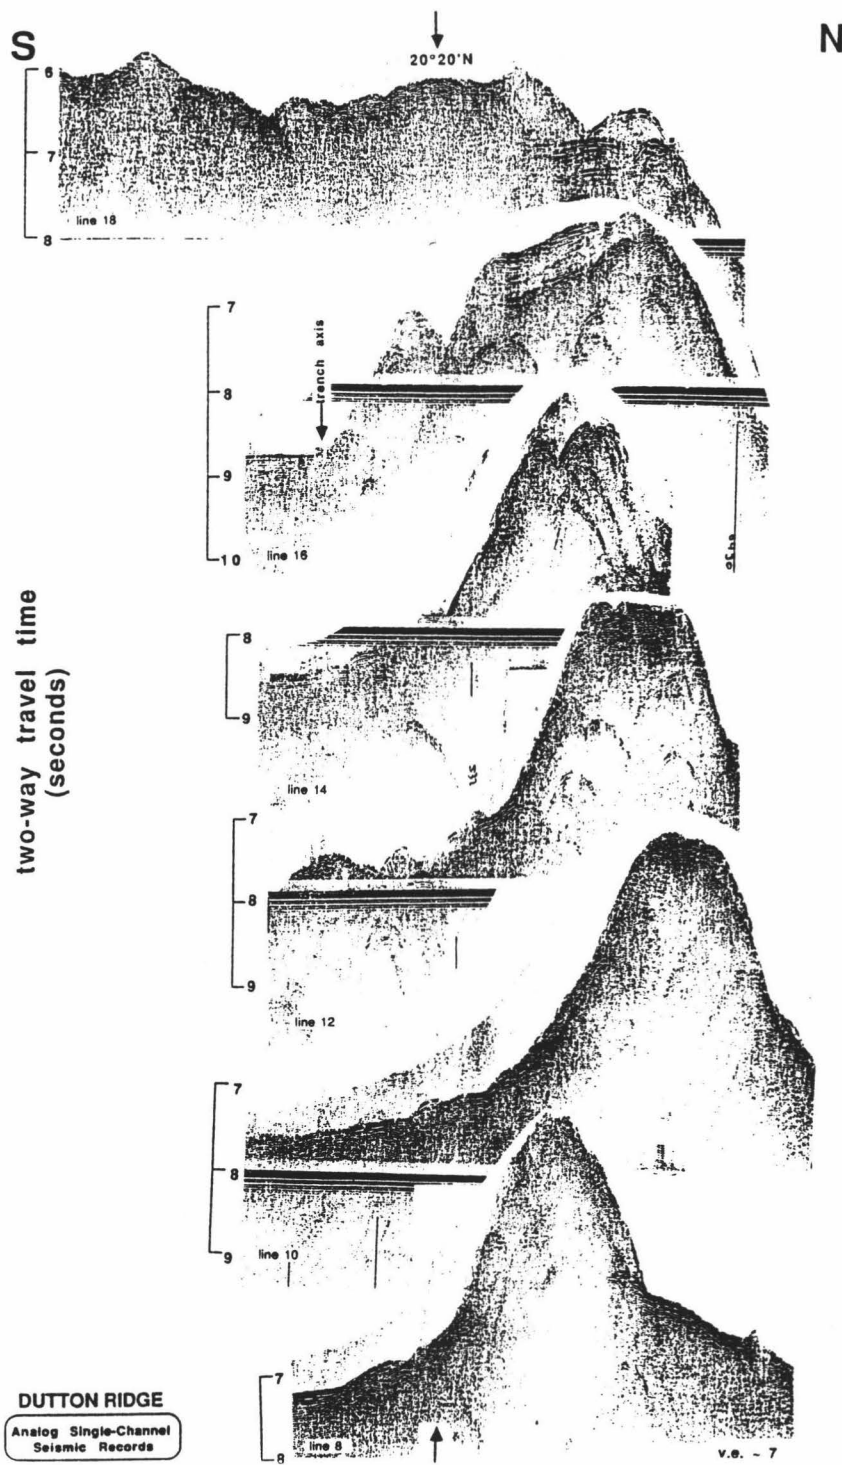 S
N
20°20'N
6
7
8
line 18
7
8
9
10
trench axis
line 16
8
9
line 14
7
8
9
line 12
7
8
9
line 10
7
8
line 8
two-way travel time
(seconds)
DUTTON RIDGE
Analog Single-Channel
Seismic Records
v.e. ~ 7